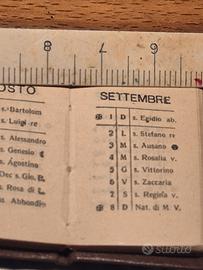 8 7 6
OSTO
s. Bartolom
s. Luigi re
s. Alessandro
s. Genesio
s. Agostino
Dec s. Gio. B.
s. Rosa di L.
s. Abbondio
SETTEMBRE
1 D s. Egidio ab.
2 L s. Stefano re
3 M s. Ausano
4 M s. Rosalia v.
5 G s. Vittorino
6 V s. Zaccaria
7 S s. Regina v.
8 D Nat. di M. V.
subito